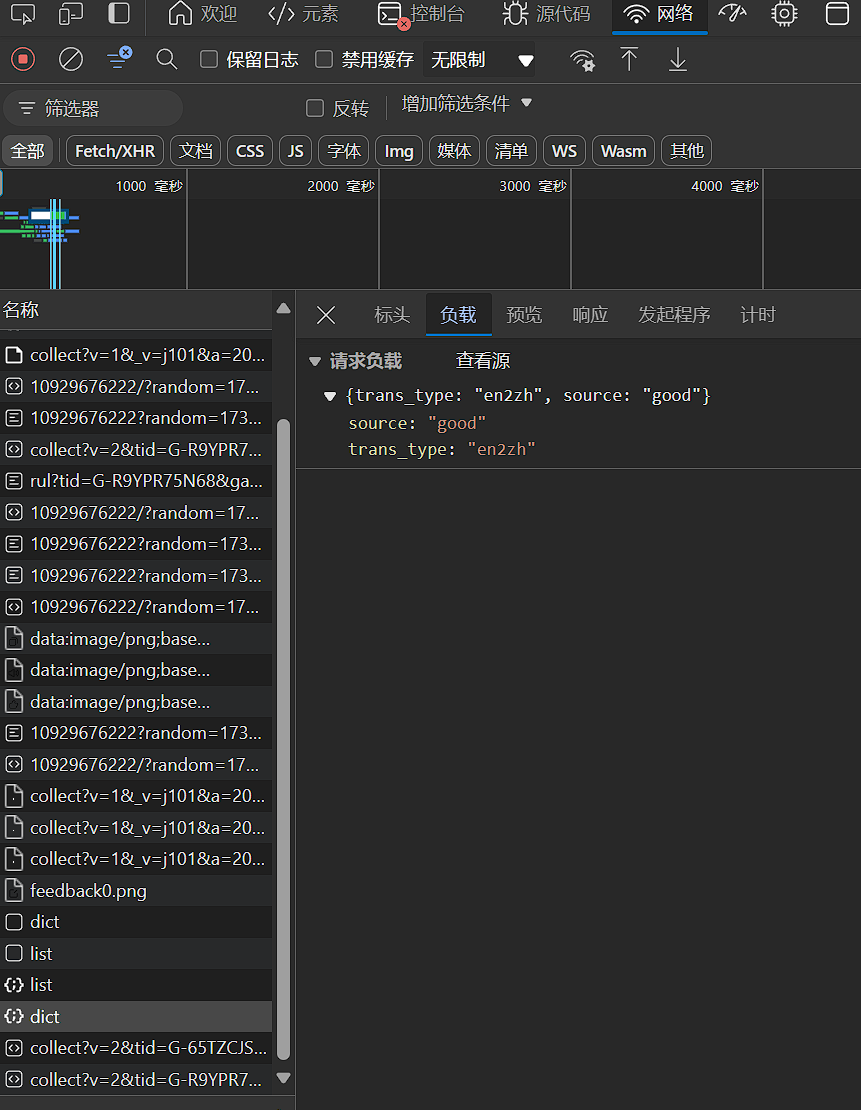 欢迎 元素 控制台 源代码 网络
保留日志 禁用缓存 无限制
筛选器 反转 增加筛选条件
全部 Fetch/XHR 文档 CSS JS 字体 Img 媒体 清单 WS Wasm 其他
1000 毫秒 2000 毫秒 3000 毫秒 4000 毫秒
名称
collect?v=1&_v=j101&a=20...
10929676222/?random=17...
10929676222?random=173...
collect?v=2&tid=G-R9YPR7...
rul?tid=G-R9YPR75N68&ga...
10929676222/?random=17...
10929676222?random=173...
10929676222?random=173...
10929676222/?random=17...
data:image/png;base...
data:image/png;base...
data:image/png;base...
10929676222?random=173...
10929676222/?random=17...
collect?v=1&_v=j101&a=20...
collect?v=1&_v=j101&a=20...
collect?v=1&_v=j101&a=20...
feedback0.png
dict
list
list
dict
collect?v=2&tid=G-65TZCJS...
collect?v=2&tid=G-R9YPR7...
标头 负载 预览 响应 发起程序 计时
请求负载 查看源
{trans_type: "en2zh", source: "good"}
source: "good"
trans_type: "en2zh"